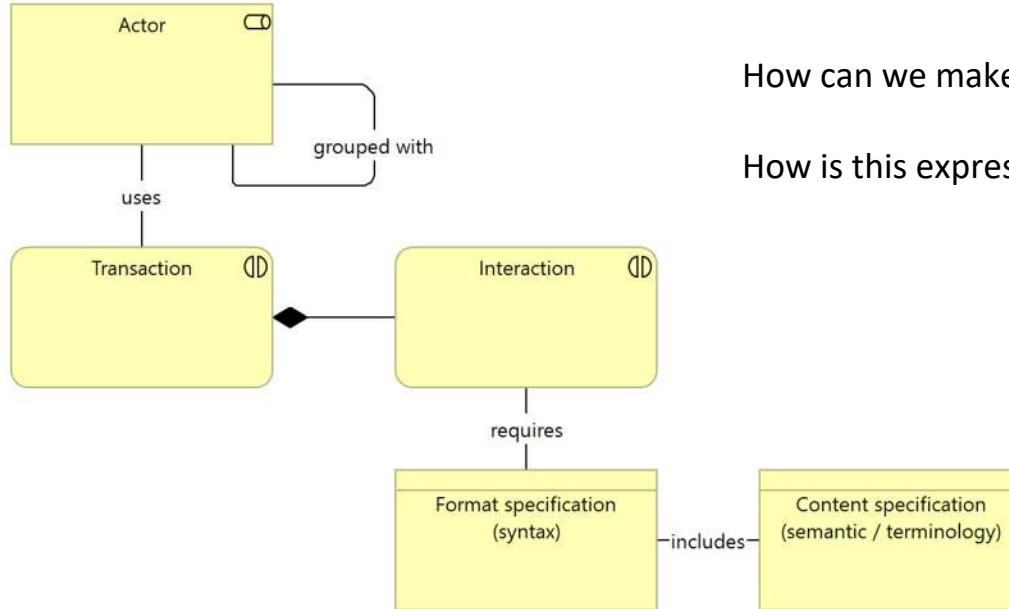 Actor
How can we make
grouped with
How is this
uses
Transaction
Interaction
requires
Format specification
(syntax)
includes
Content specification
(semantic / terminology)